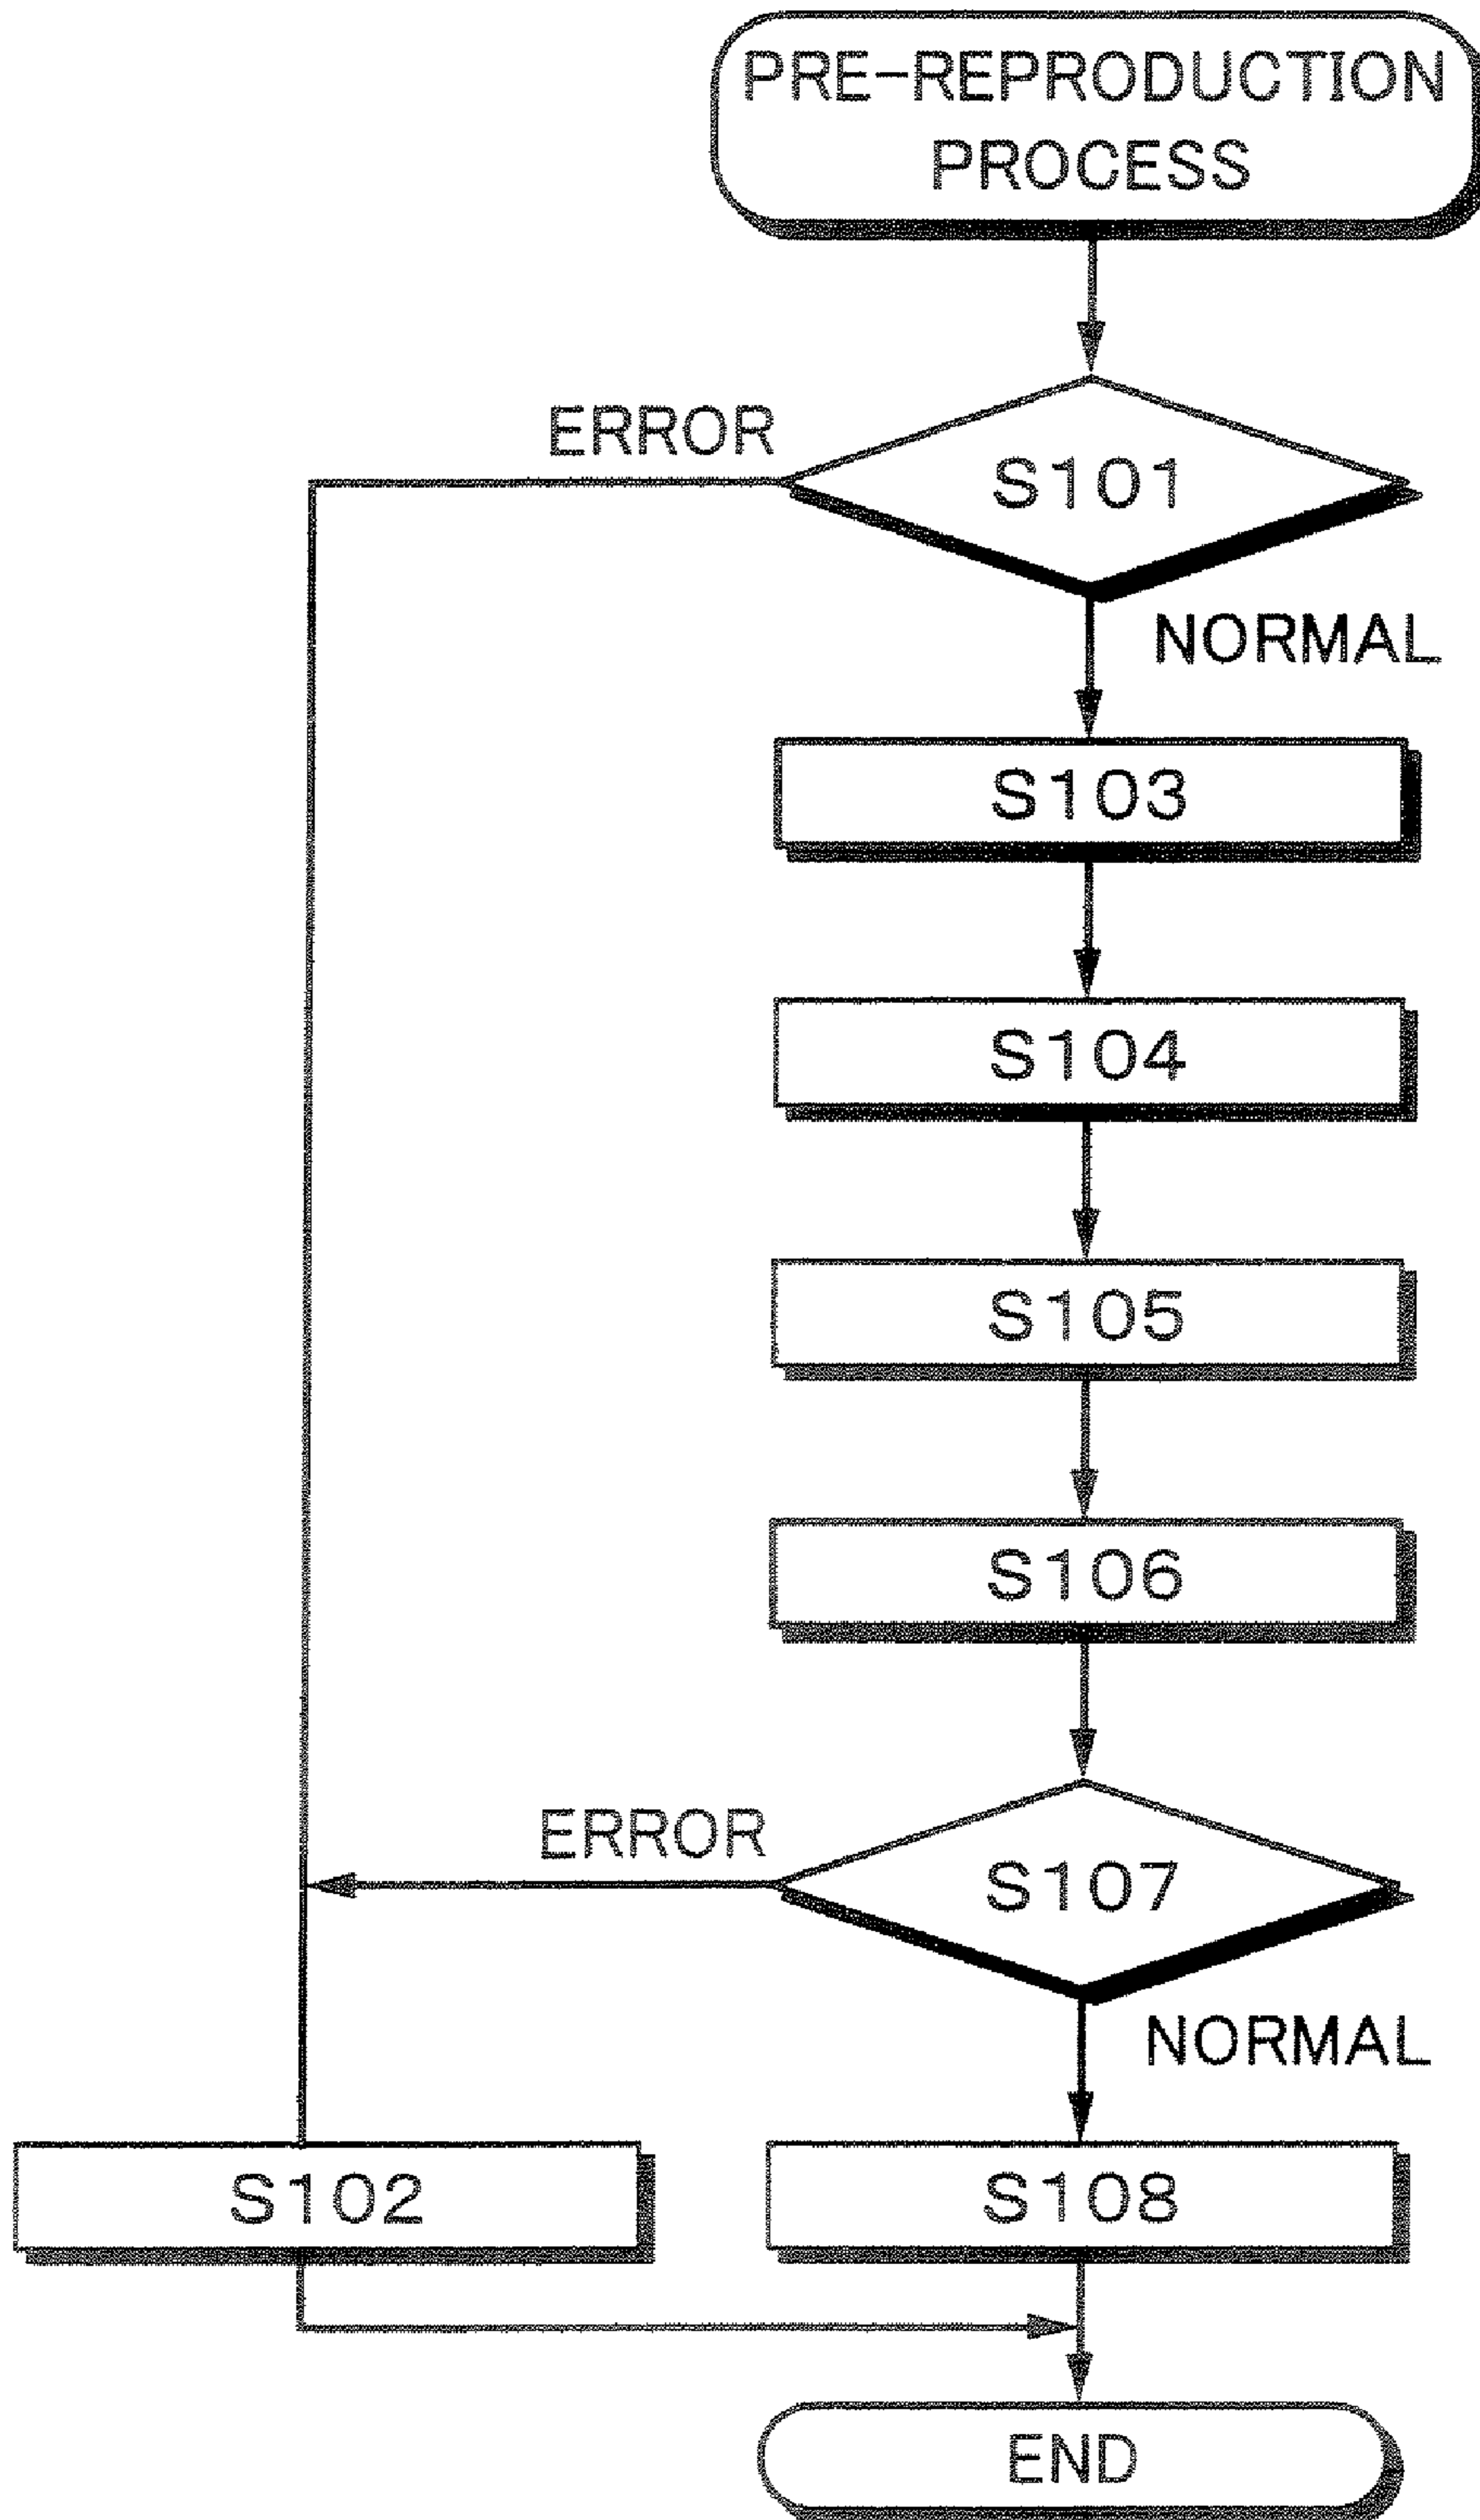 PRE-REPRODUCTION
PROCESS
ERROR
S101
NORMAL
S103
S104
S105
S106
ERROR
S107
NORMAL
S102
S108
END